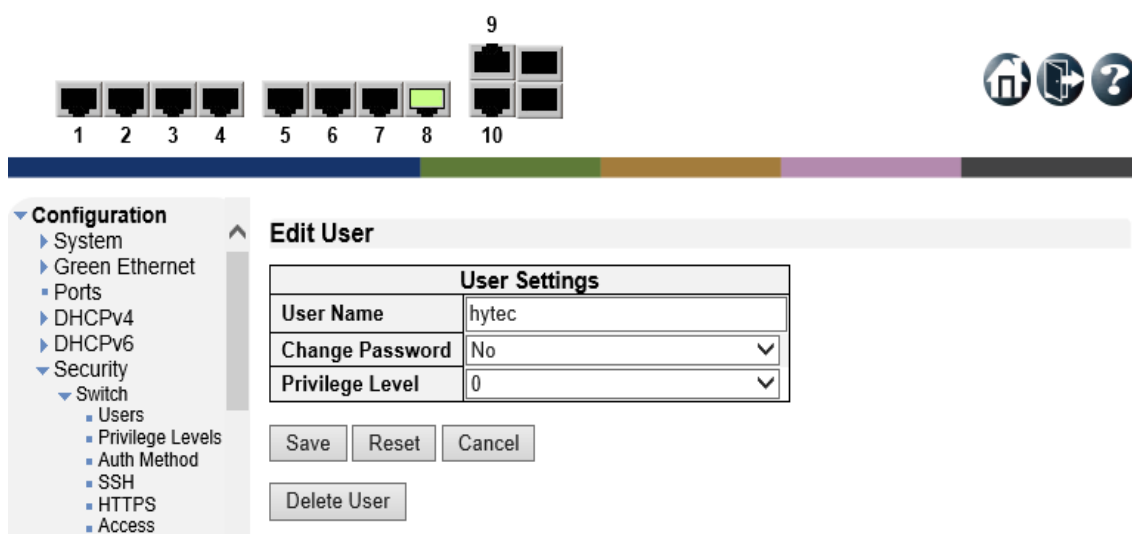 9
1 2 3 4 5 6 7 8 10
?
Configuration
System
Green Ethernet
Ports
DHCPv4
DHCPv6
Security
Switch
Users
Privilege Levels
Auth Method
SSH
HTTPS
Access
Edit User
User Settings
User Name hytec
Change Password No
Privilege Level 0
Save Reset Cancel
Delete User